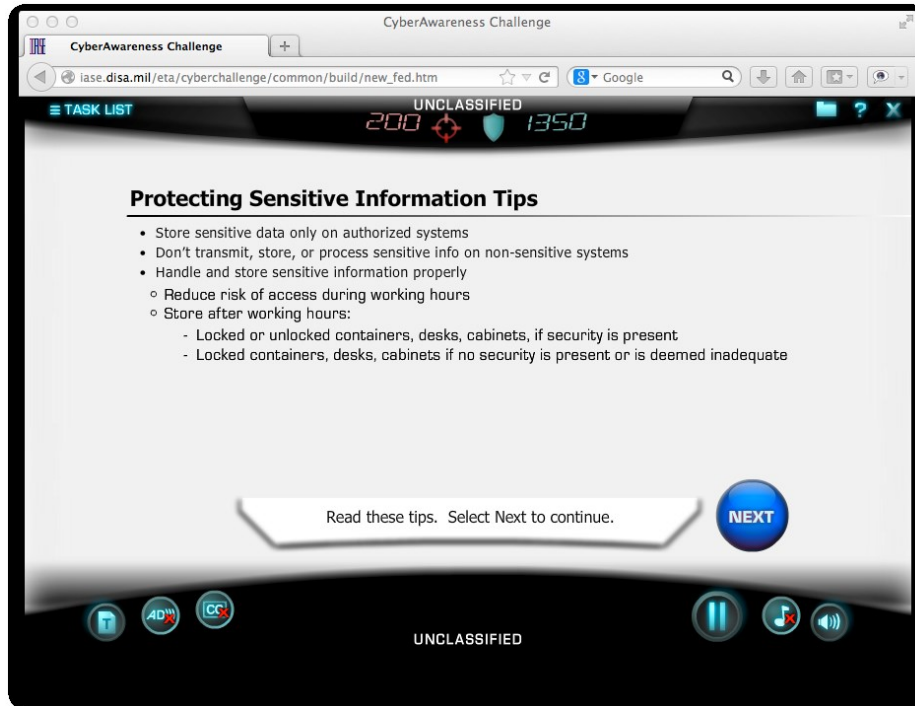 CyberAwareness Challenge
CyberAwareness Challenge
iase.disa.mil/eta/cyberchallenge/common/build/new_fed.htm
8 Google
TASK LIST
UNCLASSIFIED
? X
200 1350
Protecting Sensitive Information Tips
• Store sensitive data only on authorized systems
• Don't transmit, store, or process sensitive info on non-sensitive systems
• Handle and store sensitive information properly
○ Reduce risk of access during working hours
○ Store after working hours:
- Locked or unlocked containers, desks, cabinets, if security is present
- Locked containers, desks, cabinets if no security is present or is deemed inadequate
Read these tips. Select Next to continue.
NEXT
T
AD
CC
UNCLASSIFIED